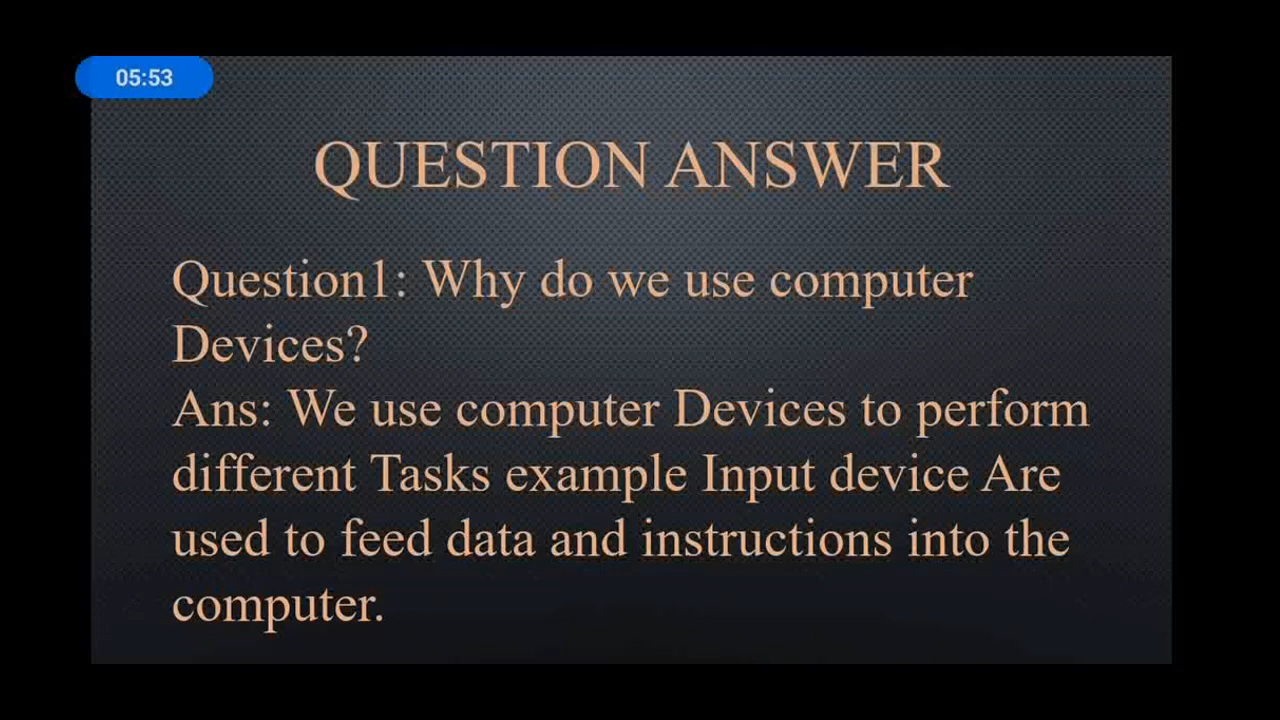 05:53
QUESTION ANSWER
Question1: Why do we use computer
Devices?
Ans: We use computer Devices to perform
different Tasks example Input device Are
used to feed data and instructions into the
computer.